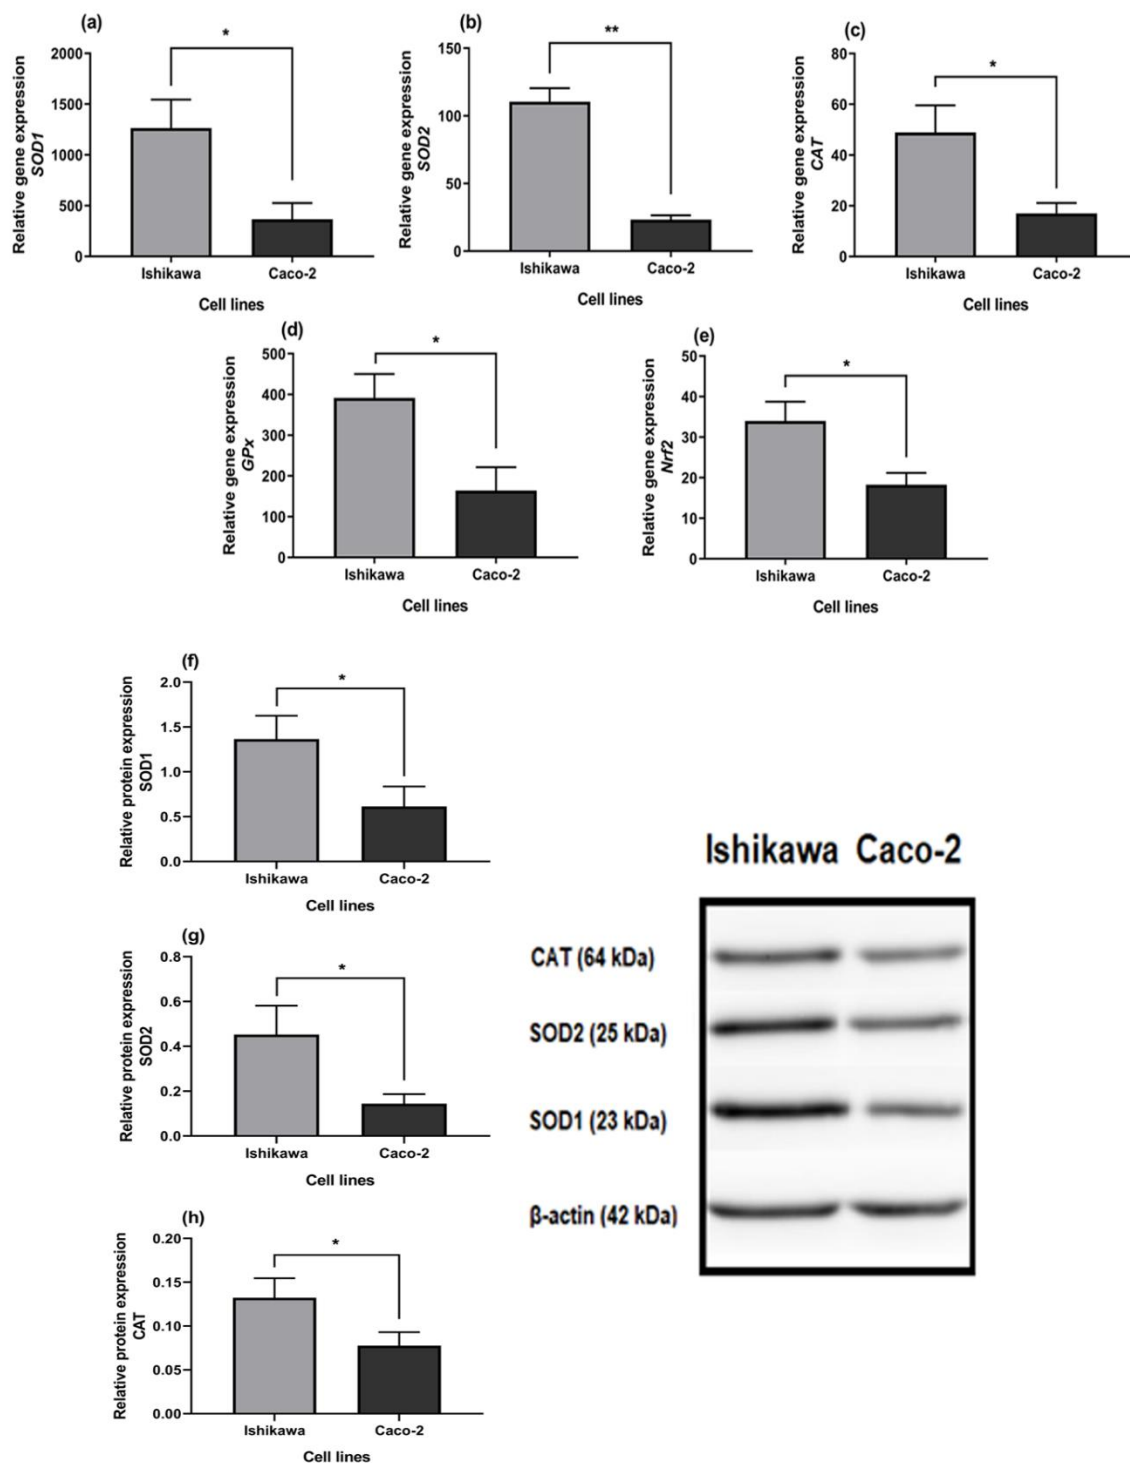 (a)
*
Relative gene expression
SOD1
2000
1500
1000
500
0
Ishikawa
Caco-2
Cell lines
(b)
**
Relative gene expression
SOD2
150
100
50
0
Ishikawa
Caco-2
Cell lines
(c)
*
Relative gene expression
CAT
80
60
40
20
0
Ishikawa
Caco-2
Cell lines
(d)
*
Relative gene expression
GPx
500
400
300
200
100
0
Ishikawa
Caco-2
Cell lines
(e)
*
Relative gene expression
Nrf2
50
40
30
20
10
0
Ishikawa
Caco-2
Cell lines
(f)
*
Relative protein expression
SOD1
2.0
1.5
1.0
0.5
0.0
Ishikawa
Caco-2
Cell lines
(g)
*
Relative protein expression
SOD2
0.8
0.6
0.4
0.2
0.0
Ishikawa
Caco-2
Cell lines
(h)
*
Relative protein expression
CAT
0.20
0.15
0.10
0.05
0.00
Ishikawa
Caco-2
Cell lines
Ishikawa Caco-2
CAT (64 kDa)
SOD2 (25 kDa)
SOD1 (23 kDa)
β-actin (42 kDa)